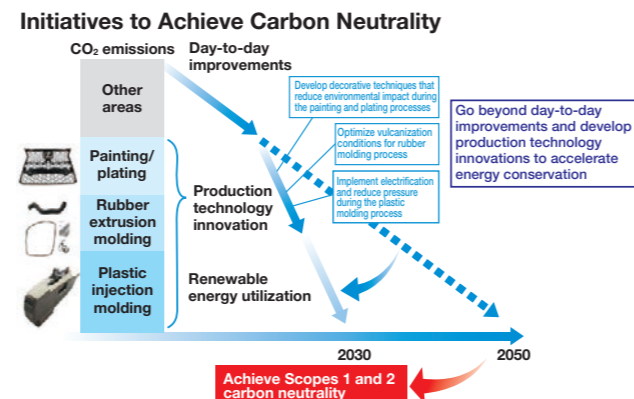 Initiatives to Achieve Carbon Neutrality
CO₂ emissions
Day-to-day
improvements
Other
areas
Painting/
plating
Rubber
extrusion
molding
Plastic
injection
molding
Production
technology
innovation
Renewable
energy utilization
Develop decorative techniques that
reduce environmental impact during
the painting and plating processes
Optimize vulcanization
conditions for rubber
molding process
Implement electrification
and reduce pressure
during the plastic
molding process
Go beyond day-to-day
improvements and develop
production technology
innovations to accelerate
energy conservation
2030
2050
Achieve Scopes 1 and 2
carbon neutrality